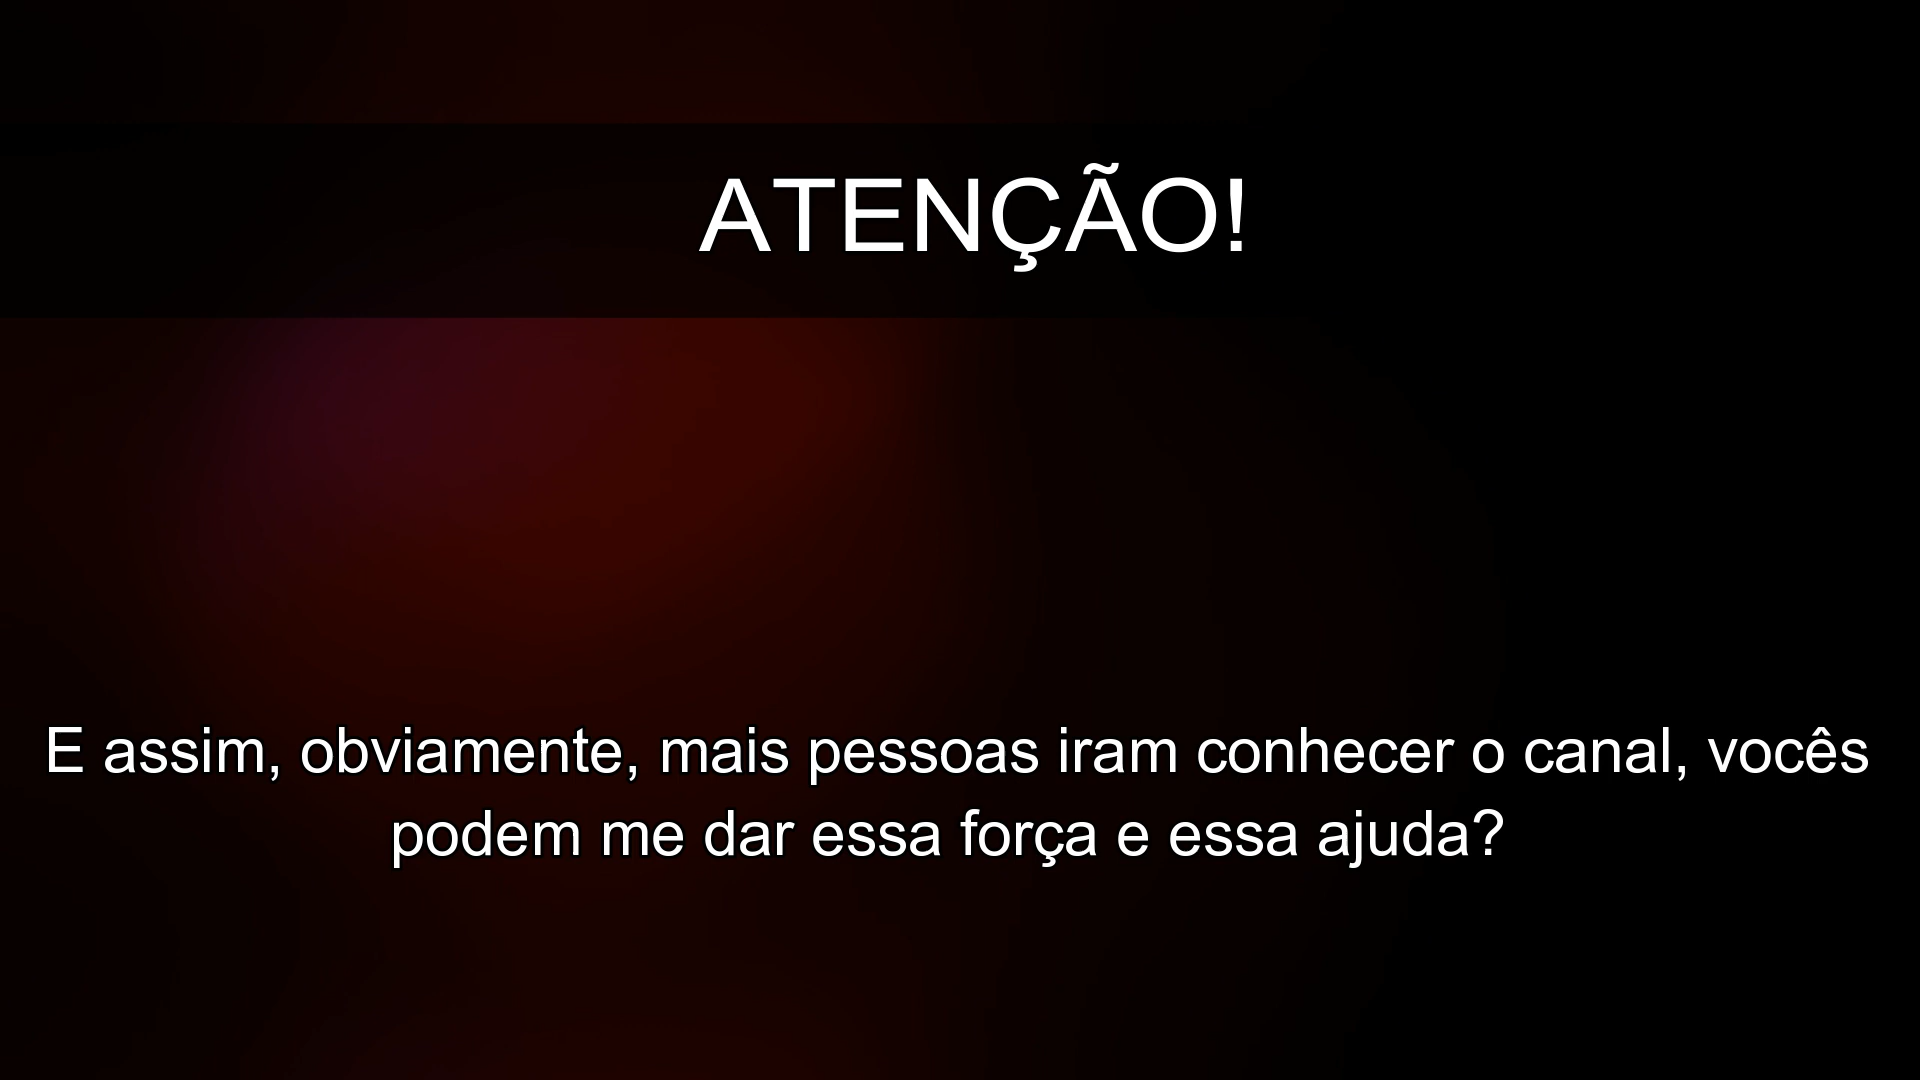 ATENÇÃO!
E assim, obviamente, mais pessoas iram conhecer o canal, vocês
podem me dar essa força e essa ajuda?